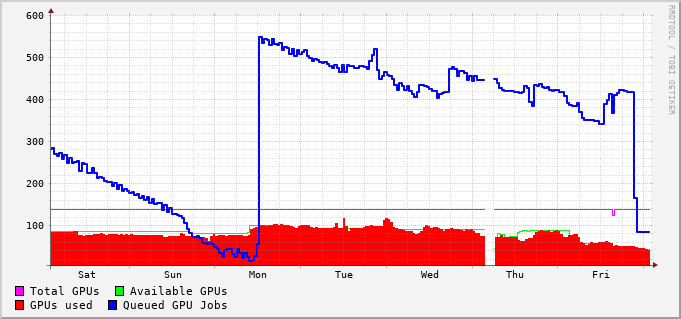 600
500
400
300
200
100
Sat Sun Mon Tue Wed Thu Fri
Total GPUs Available GPUs
GPUs used Queued GPU Jobs
RRDTOOL / TOBI OETIKER